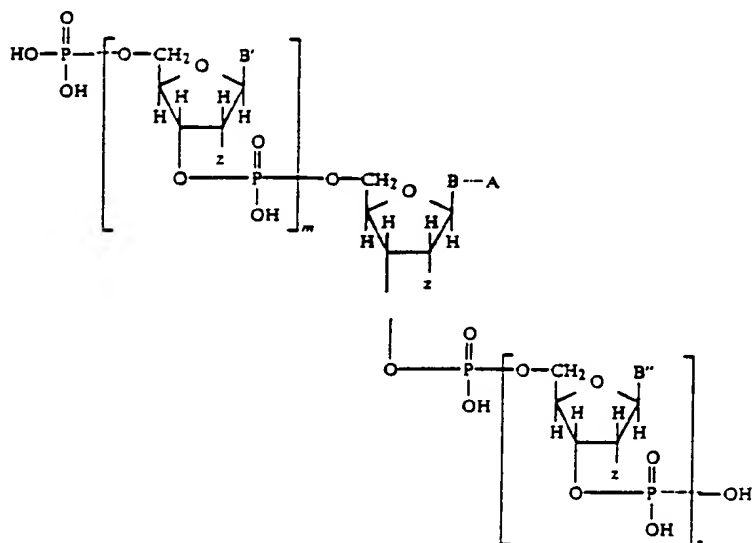 O
HO—P----O—CH₂ O B'
OH H H
H H
O
z
O—P—O—CH₂ O B---A
OH H H m
H H
z
O
O—P—O—CH₂ O B"
OH H H
H H
O
z
O—P----OH
OH